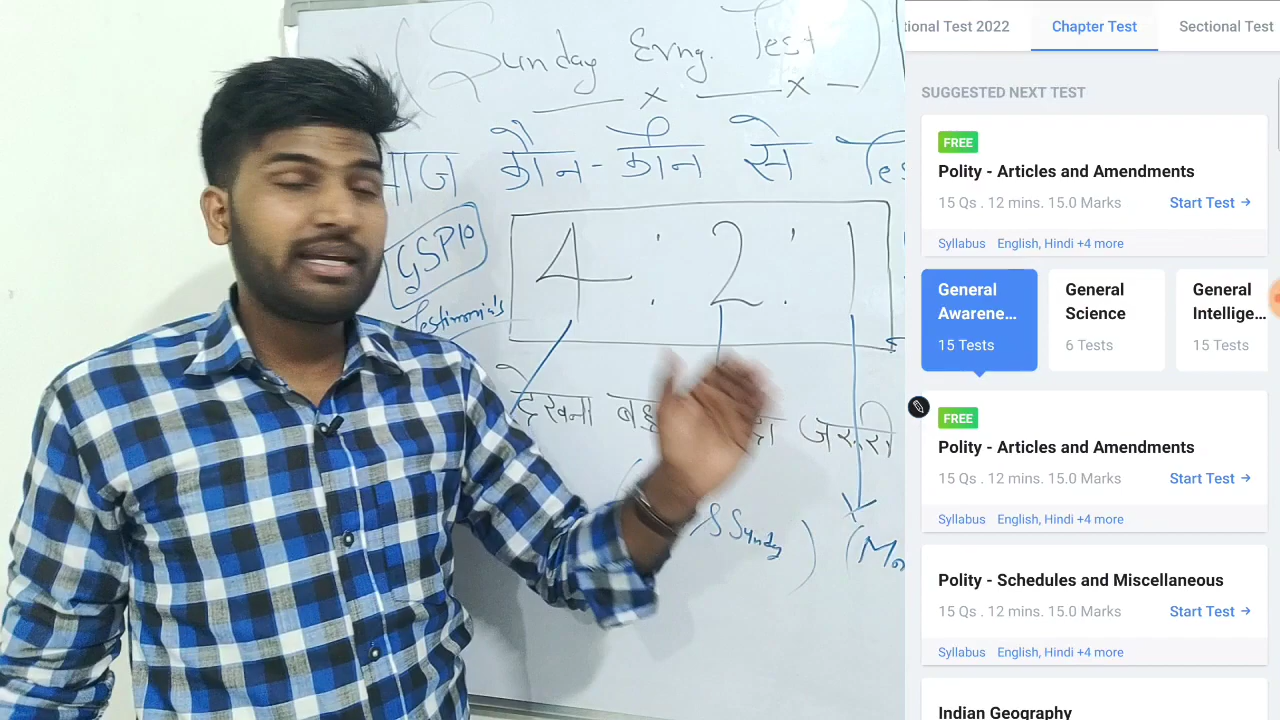 (Sunday Evng. Test)
कौन-कौन से
GSP10
4 : 2 : 1
देखना
जरूरी
ional Test 2022
Chapter Test
Sectional Test
SUGGESTED NEXT TEST
FREE
Polity - Articles and Amendments
15 Qs . 12 mins. 15.0 Marks
Start Test →
Syllabus English, Hindi +4 more
General Awarene...
15 Tests
General Science
6 Tests
General Intellige...
15 Tests
FREE
Polity - Articles and Amendments
15 Qs . 12 mins. 15.0 Marks
Start Test →
Syllabus English, Hindi +4 more
Polity - Schedules and Miscellaneous
15 Qs . 12 mins. 15.0 Marks
Start Test →
Syllabus English, Hindi +4 more
Indian Geography